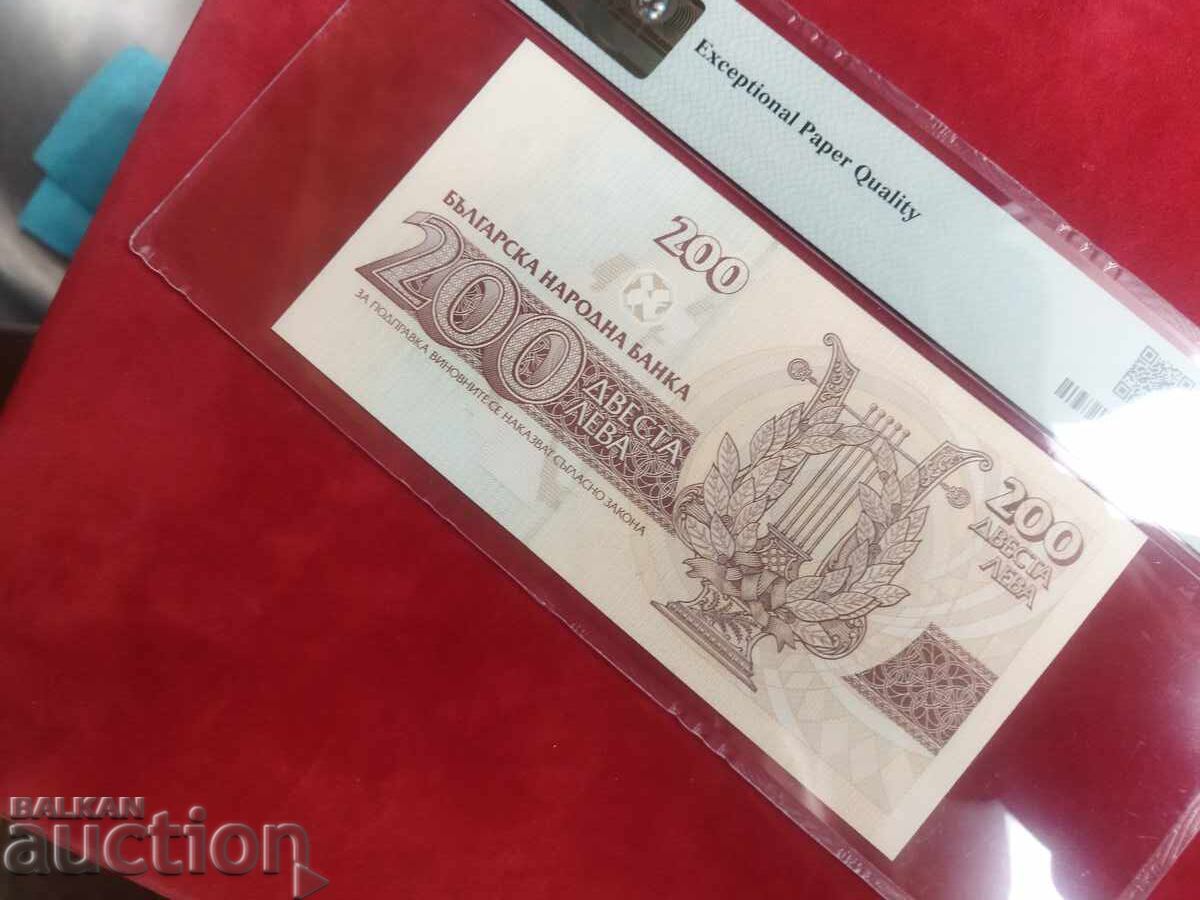 Exceptional Paper Quality
200
БЪЛГАРСКА НАРОДНА БАНКА
200 ДВЕСТА
ЛЕВА
ЗА ПОДПРАВКА ВИНОВНИТЕ СЕ НАКАЗВАТ СЪГЛАСНО ЗАКОНА
200
ДВЕСТА
ЛЕВА
BALKAN
auction